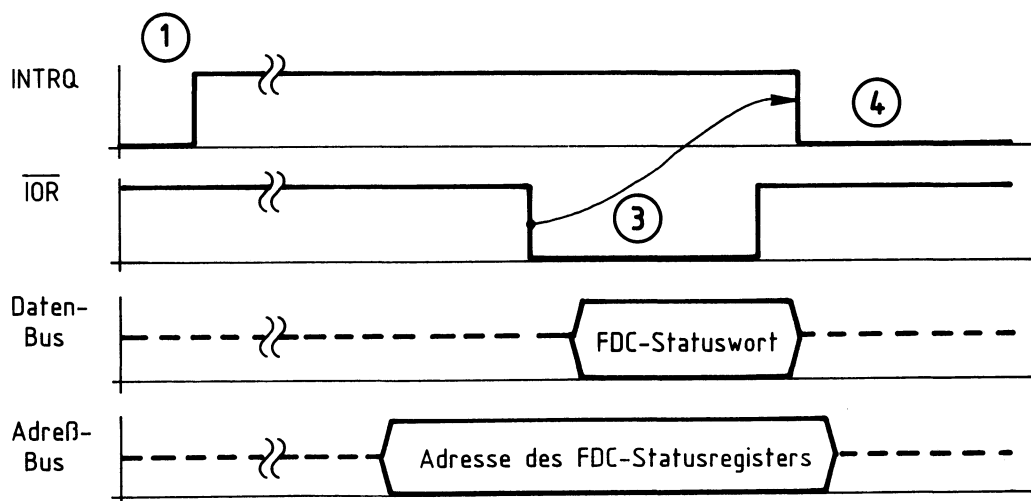 1
INTRQ
4
IOR
3
Daten-
Bus
FDC-Statuswort
Adreß-
Bus
Adresse des FDC-Statusregisters